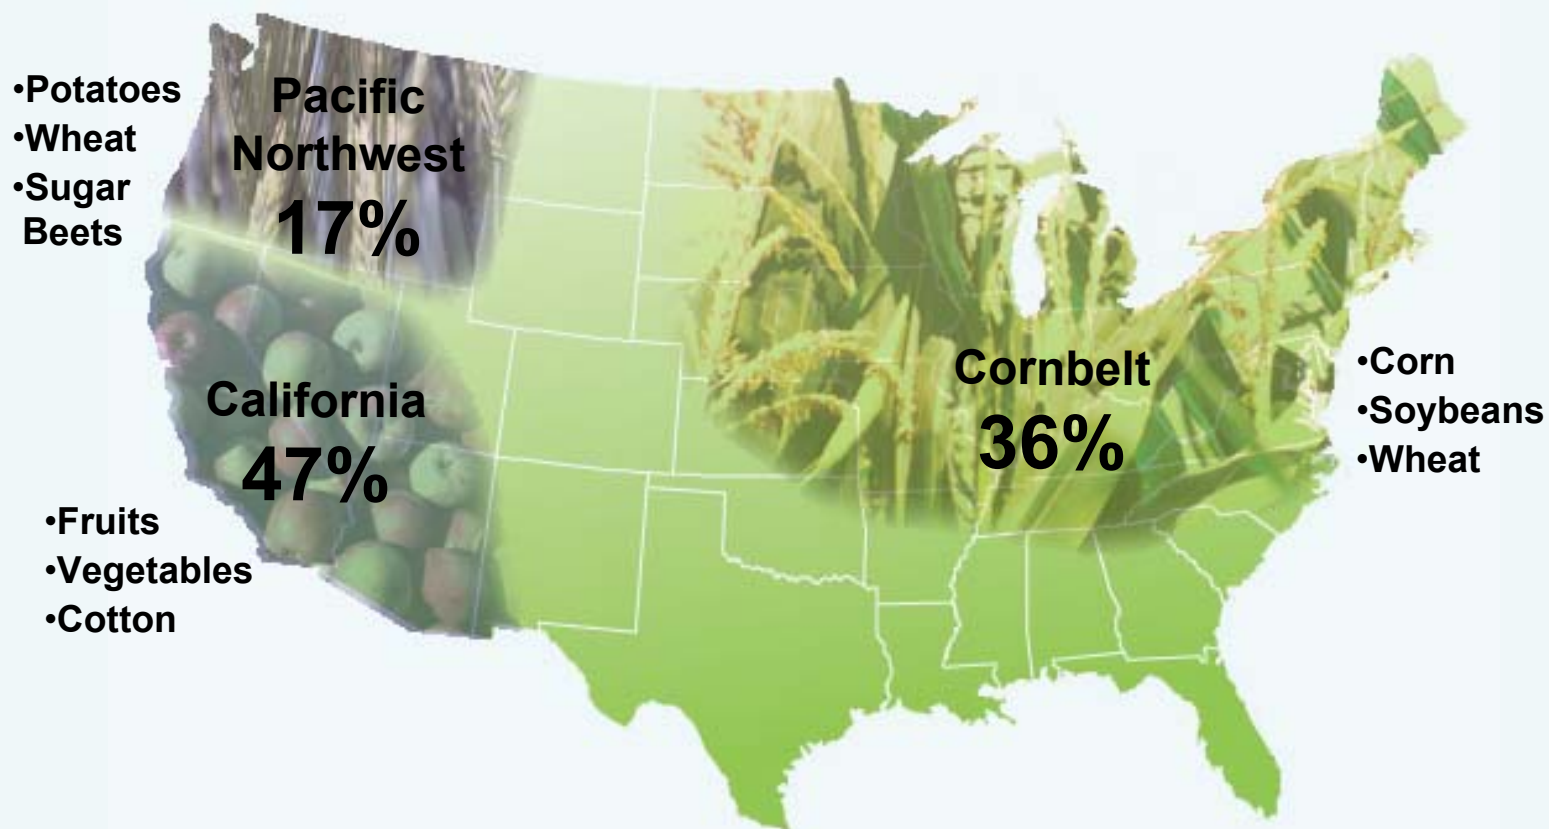 •Potatoes
•Wheat
•Sugar
Beets
Pacific
Northwest
17%
California
47%
•Fruits
•Vegetables
•Cotton
Cornbelt
36%
•Corn
•Soybeans
•Wheat